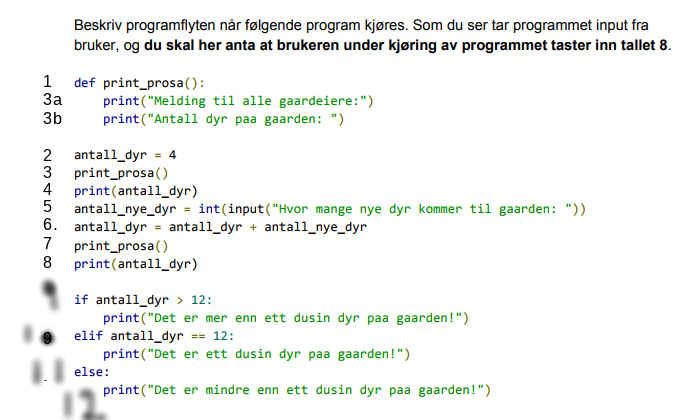 Beskriv programflyten når følgende program kjøres. Som du ser tar programmet input fra
bruker, og du skal her anta at brukeren under kjøring av programmet taster inn tallet 8.
1 def print_prosa():
3a print("Melding til alle gaardeiere:")
3b print("Antall dyr paa gaarden: ")
2 antall_dyr = 4
3 print_prosa()
4 print(antall_dyr)
5 antall_nye_dyr = int(input("Hvor mange nye dyr kommer til gaarden: "))
6. antall_dyr = antall_dyr + antall_nye_dyr
7 print_prosa()
8 print(antall_dyr)
9 if antall_dyr > 12:
print("Det er mer enn ett dusin dyr paa gaarden!")
10 elif antall_dyr == 12:
print("Det er ett dusin dyr paa gaarden!")
11. else:
12 print("Det er mindre enn ett dusin dyr paa gaarden!")